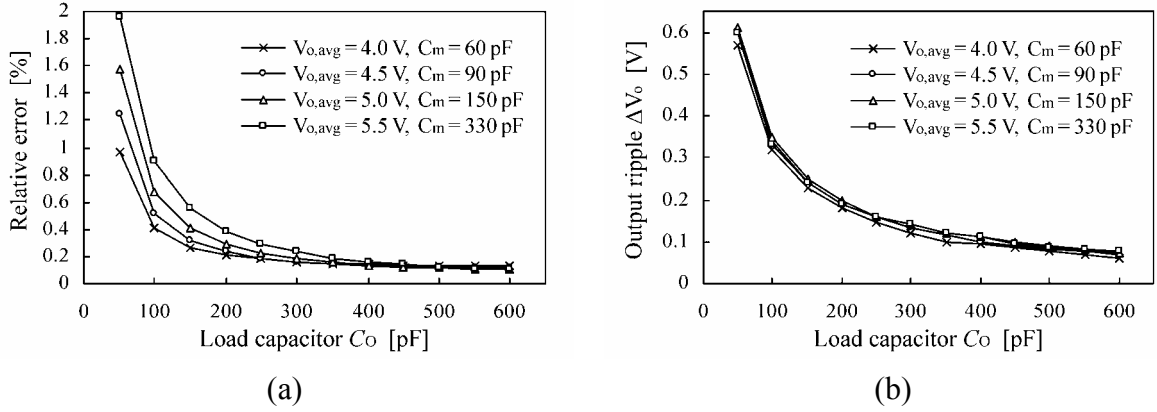 2
1.8
1.6
1.4
1.2
1
0.8
0.6
0.4
0.2
0
Relative error [%]
Vo,avg = 4.0 V, Cm = 60 pF
Vo,avg = 4.5 V, Cm = 90 pF
Vo,avg = 5.0 V, Cm = 150 pF
Vo,avg = 5.5 V, Cm = 330 pF
0 100 200 300 400 500 600
Load capacitor CO [pF]
(a)
0.6
0.5
0.4
0.3
0.2
0.1
0.0
Output ripple ΔVo [V]
Vo,avg = 4.0 V, Cm = 60 pF
Vo,avg = 4.5 V, Cm = 90 pF
Vo,avg = 5.0 V, Cm = 150 pF
Vo,avg = 5.5 V, Cm = 330 pF
0 100 200 300 400 500 600
Load capacitor CO [pF]
(b)